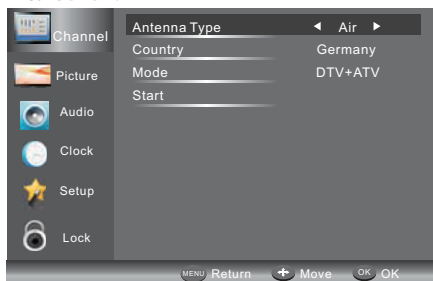 Channel
Picture
Audio
Clock
Setup
Lock
Antenna Type Air
Country Germany
Mode DTV+ATV
Start
MENU Return Move OK OK